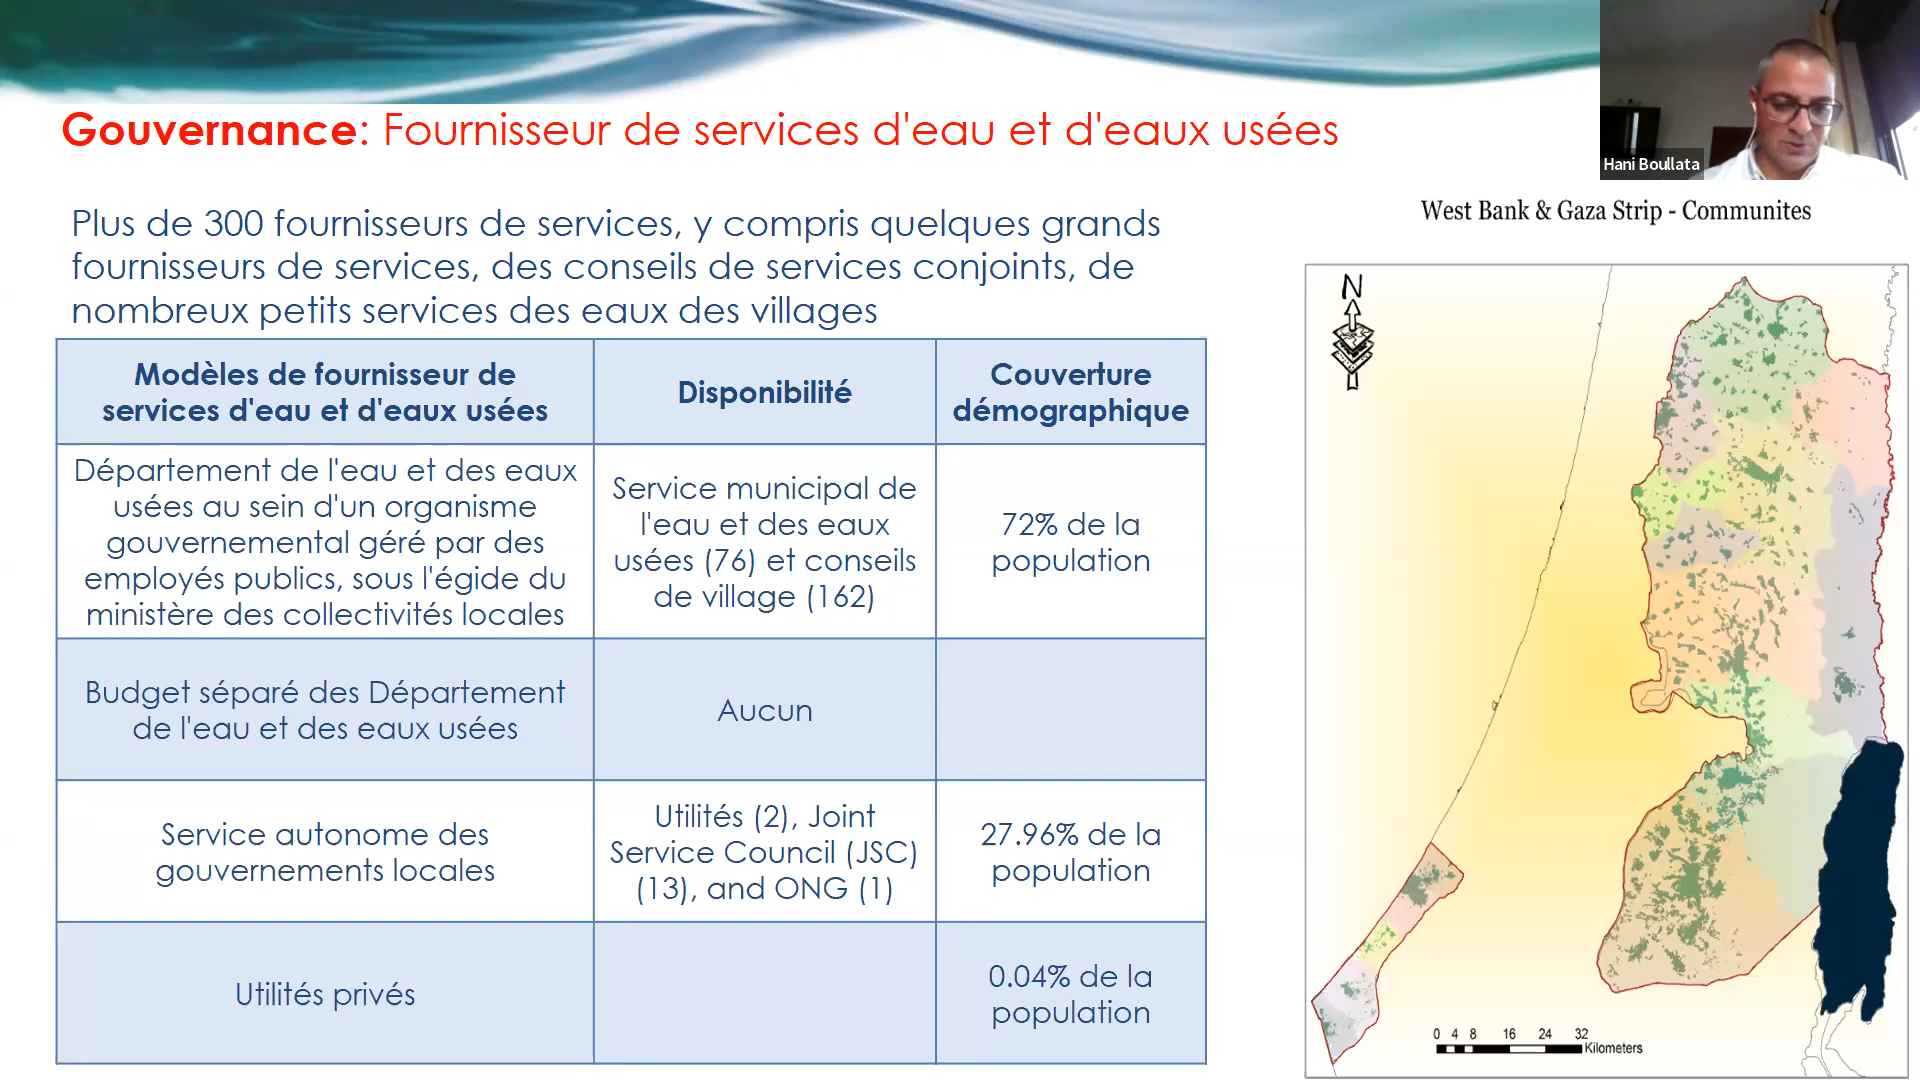 Gouvernance: Fournisseur de services d'eau et d'eaux usées
Hani Boullata
Plus de 300 fournisseurs de services, y compris quelques grands
fournisseurs de services, des conseils de services conjoints, de
nombreux petits services des eaux des villages
Modèles de fournisseur de
services d'eau et d'eaux usées
Disponibilité
Couverture
démographique
Département de l'eau et des eaux
usées au sein d'un organisme
gouvernemental géré par des
employés publics, sous l'égide du
ministère des collectivités locales
Service municipal de
l'eau et des eaux
usées (76) et conseils
de village (162)
72% de la
population
Budget séparé des Département
de l'eau et des eaux usées
Aucun
Service autonome des
gouvernements locales
Utilités (2), Joint
Service Council (JSC)
(13), and ONG (1)
27.96% de la
population
Utilités privés
0.04% de la
population
West Bank & Gaza Strip - Communites
N
0 4 8 16 24 32
Kilometers